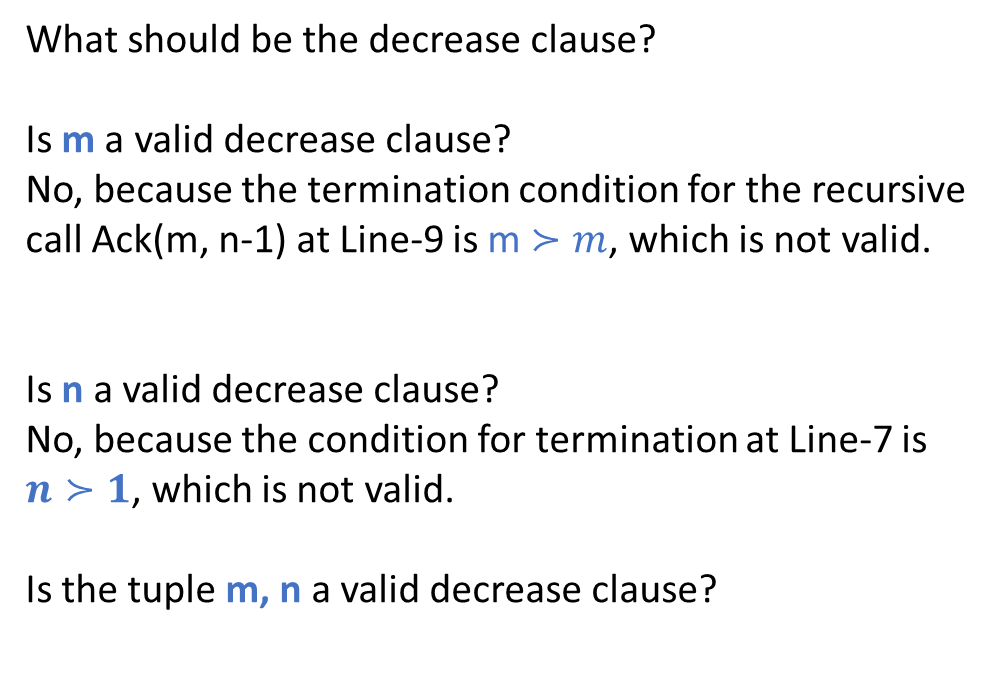 What should be the decrease clause?
Is m a valid decrease clause?
No, because the termination condition for the recursive
call Ack(m, n-1) at Line-9 is m ≻ m, which is not valid.
Is n a valid decrease clause?
No, because the condition for termination at Line-7 is
n ≻ 1, which is not valid.
Is the tuple m, n a valid decrease clause?